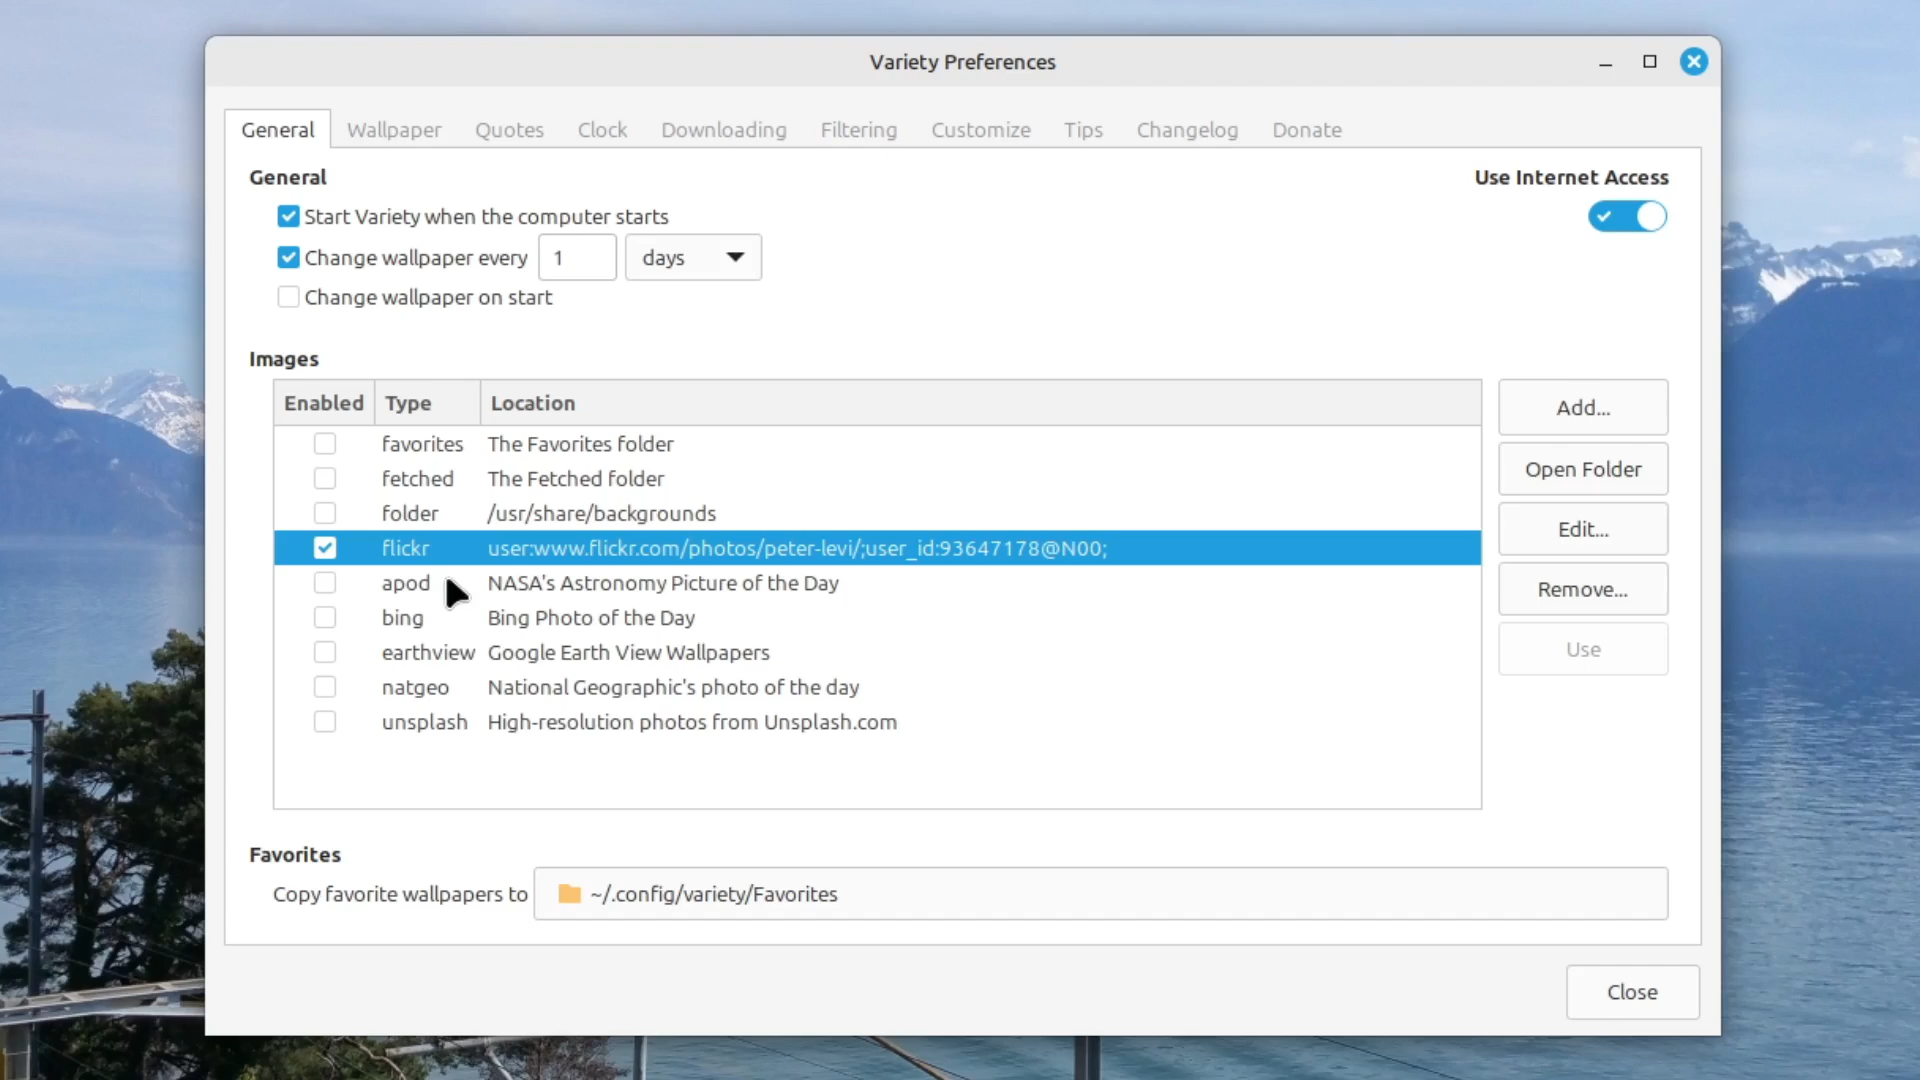 Variety Preferences
General Wallpaper Quotes Clock Downloading Filtering Customize Tips Changelog Donate
General
Use Internet Access
Start Variety when the computer starts
Change wallpaper every 1 days
Change wallpaper on start
Images
Enabled Type Location
favorites The Favorites folder
fetched The Fetched folder
folder /usr/share/backgrounds
flickr user:www.flickr.com/photos/peter-levi/;user_id:93647178@N00;
apod NASA's Astronomy Picture of the Day
bing Bing Photo of the Day
earthview Google Earth View Wallpapers
natgeo National Geographic's photo of the day
unsplash High-resolution photos from Unsplash.com
Add...
Open Folder
Edit...
Remove...
Use
Favorites
Copy favorite wallpapers to ~/.config/variety/Favorites
Close